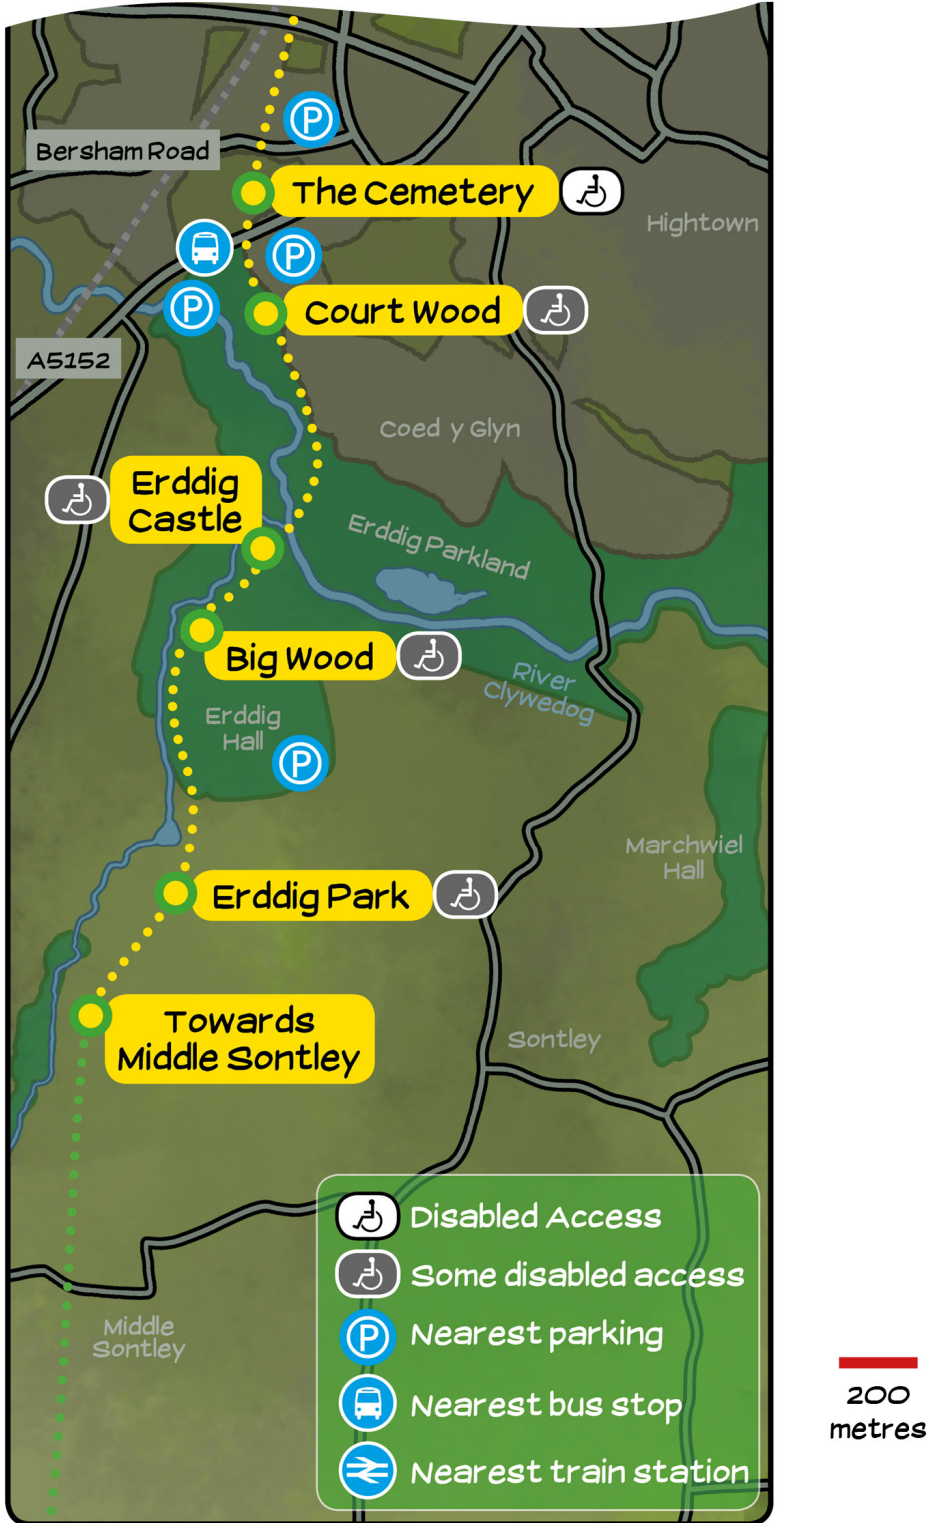 P
Bersham Road
The Cemetery
Hightown
P
P
Court Wood
A5152
Coed y Glyn
Erddig
Castle
Erddig Parkland
Big Wood
River
Clywedog
Erddig
Hall
P
Marchwiel
Hall
Erddig Park
Towards
Middle Sontley
Sontley
Disabled Access
Some disabled access
P Nearest parking
Nearest bus stop
Nearest train station
Middle
Sontley
200
metres